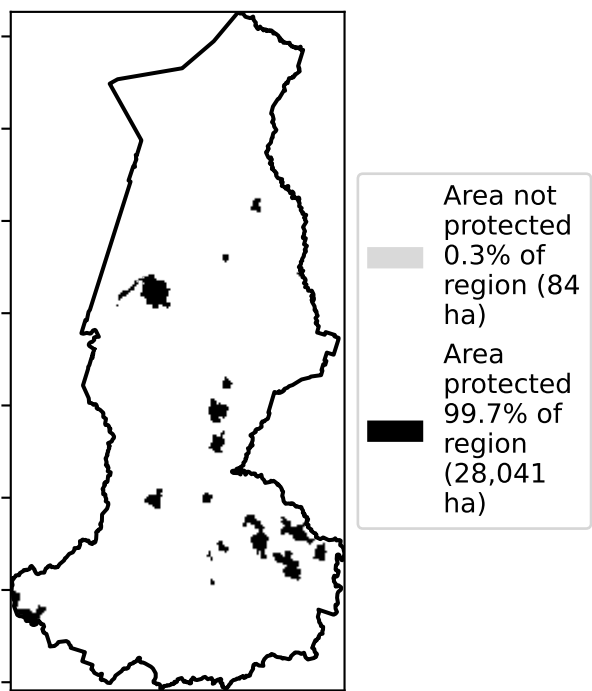 Area not
protected
0.3% of
region (84
ha)
Area
protected
99.7% of
region
(28,041
ha)